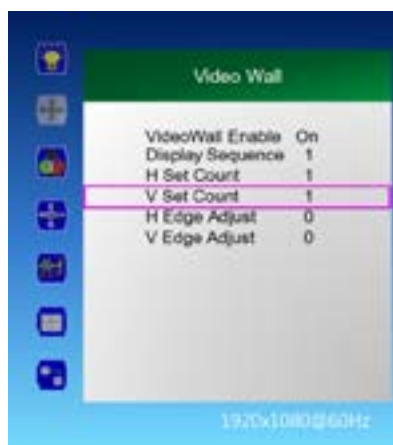 Video Wall
VideoWall Enable On
Display Sequence 1
H Set Count 1
V Set Count 1
H Edge Adjust 0
V Edge Adjust 0
1920x1080@60Hz